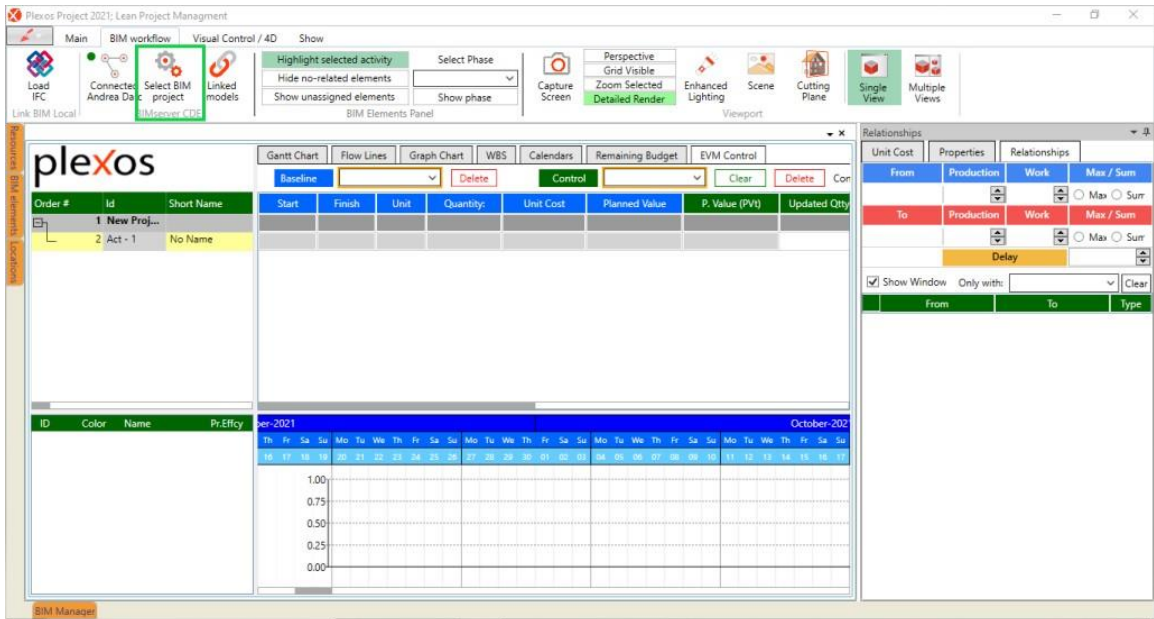 Plexos Project 2021; Lean Project Managment
Main BIM workflow Visual Control / 4D Show
Load IFC
Connected Andrea Da
Select BIM project
Linked models
Highlight selected activity
Hide no-related elements
Show unassigned elements
Select Phase
Show phase
Capture Screen
Perspective
Grid Visible
Zoom Selected
Detailed Render
Enhanced Lighting
Scene
Cutting Plane
Single View
Multiple Views
Link BIM Local BIMserver CDE BIM Elements Panel Viewport
Resources BIM elements Locations
plexos
Gantt Chart Flow Lines Graph Chart WBS Calendars Remaining Budget EVM Control
Baseline Delete Control Clear Delete Cor
Order # Id Short Name Start Finish Unit Quantity: Unit Cost Planned Value P. Value (PVt) Updated Qtty
1 New Proj...
2 Act - 1 No Name
Relationships
Unit Cost Properties Relationships
From Production Work Max / Sum
Max Sum
To Production Work Max / Sum
Max Sum
Delay
Show Window Only with: Clear
From To Type
ID Color Name Pr.Effcy
ber-2021 October-202
Th Fr Sa Su Mo Tu We Th Fr Sa Su Mo Tu We Th Fr Sa Su Mo Tu We Th Fr Sa Su Mo Tu We Th Fr Sa Su
16 17 18 19 20 21 22 23 24 25 26 27 28 29 30 01 02 03 04 05 06 07 08 09 10 11 12 13 14 15 16 17
1.00
0.75
0.50
0.25
0.00
BIM Manager